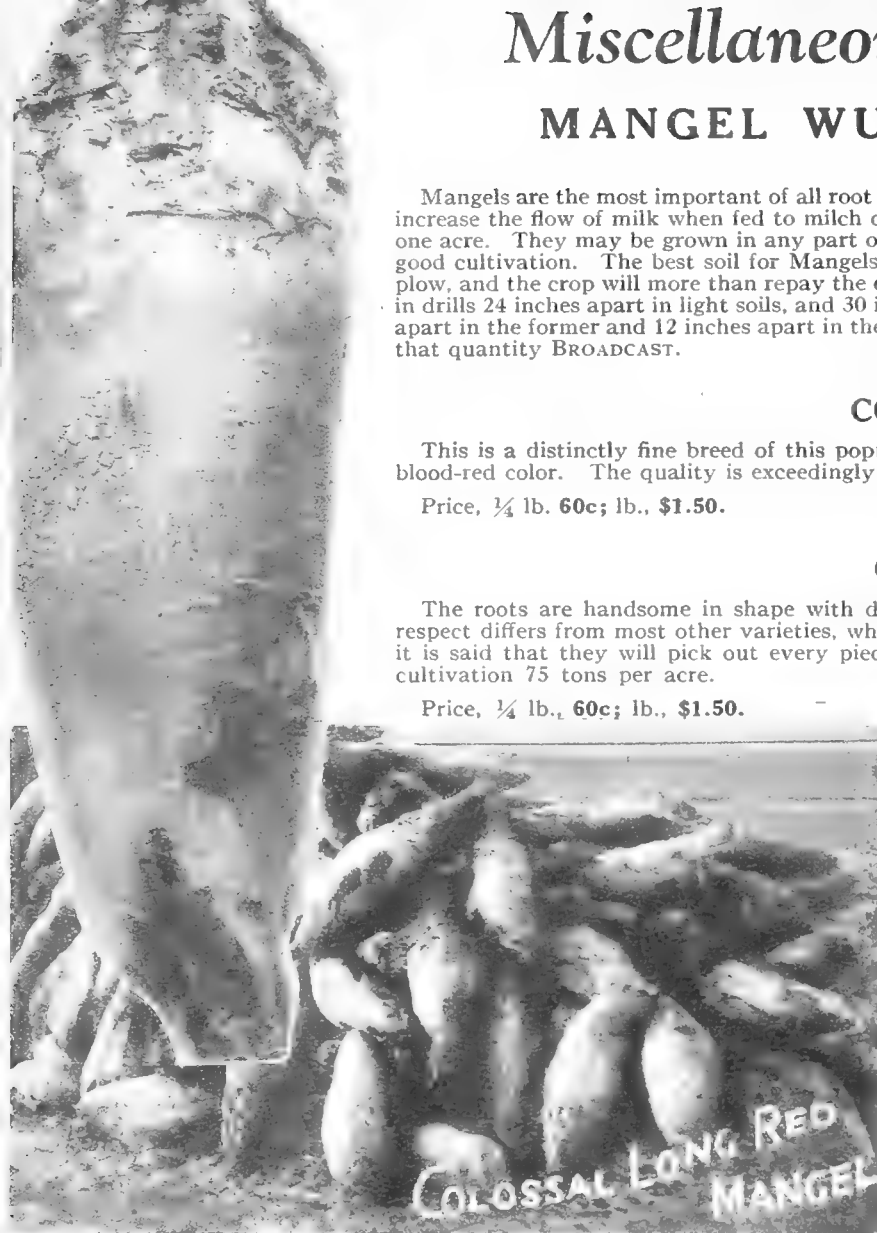 Miscellaneo
MANGEL WU
Mangels are the most important of all root
increase the flow of milk when fed to milch
one acre. They may be grown in any part o
good cultivation. The best soil for Mangels
plow, and the crop will more than repay the
in drills 24 inches apart in light soils, and 30 i
apart in the former and 12 inches apart in the
that quantity BROADCAST.
CO
This is a distinctly fine breed of this pop
blood-red color. The quality is exceedingly
Price, ¼ lb. 60c; lb., $1.50.
The roots are handsome in shape with d
respect differs from most other varieties, wh
it is said that they will pick out every piec
cultivation 75 tons per acre.
Price, ¼ lb., 60c; lb., $1.50.
COLOSSAL LONG RED
MANGEL